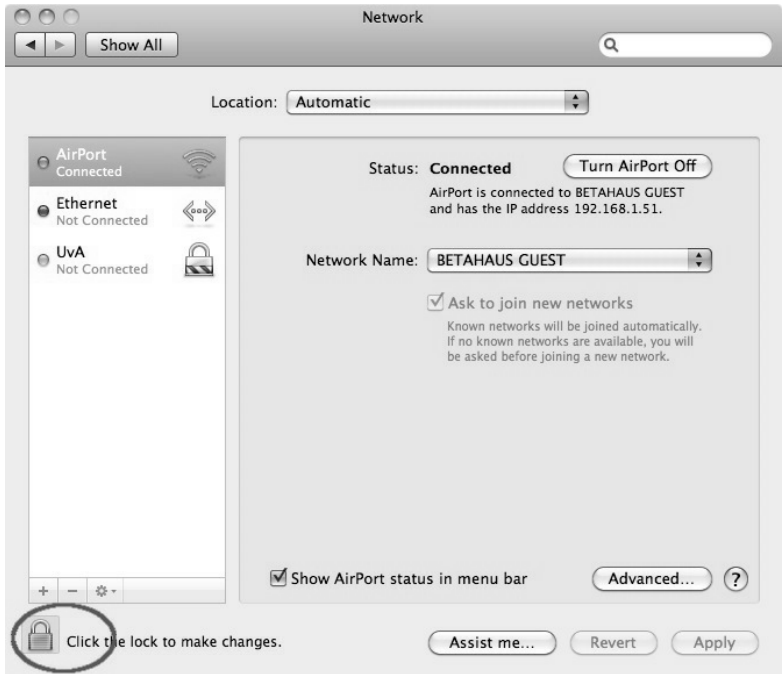 Network
Show All
Location: Automatic
AirPort
Connected
Ethernet
Not Connected
UvA
Not Connected
Status: Connected
Turn AirPort Off
AirPort is connected to BETAHAUS GUEST
and has the IP address 192.168.1.51.
Network Name: BETAHAUS GUEST
Ask to join new networks
Known networks will be joined automatically.
If no known networks are available, you will
be asked before joining a new network.
Show AirPort status in menu bar
Advanced... ?
Click the lock to make changes.
Assist me... Revert Apply